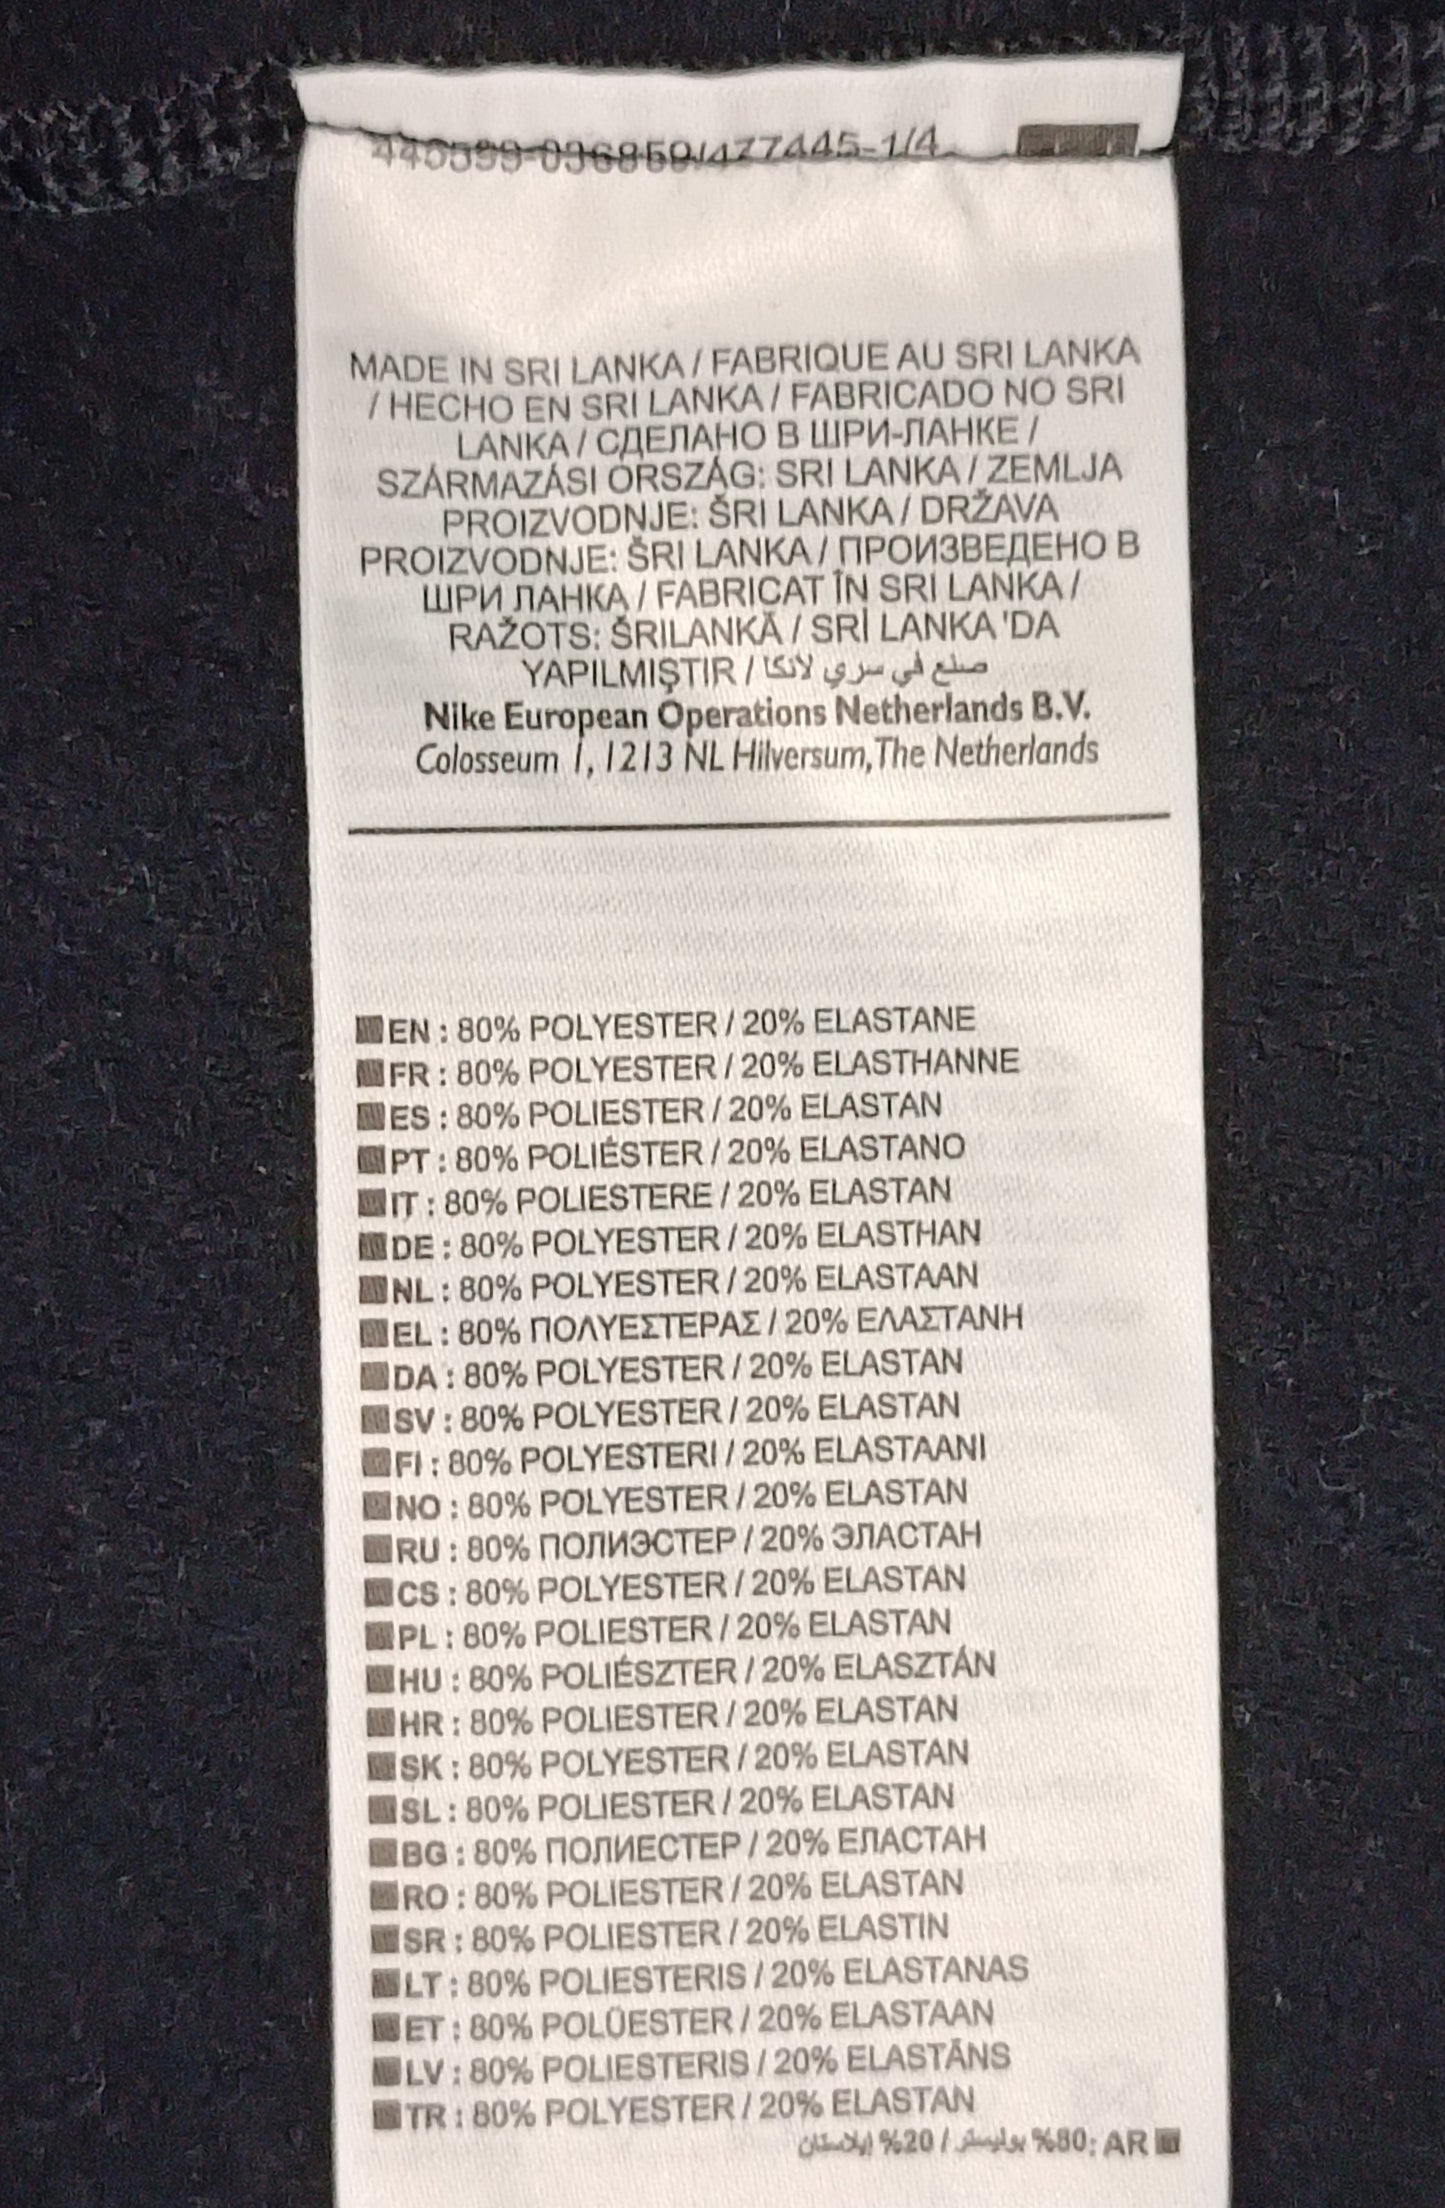 477445-1/4
MADE IN SRI LANKA / FABRIQUE AU SRI LANKA
/ HECHO EN SRI LANKA / FABRICADO NO SRI
LANKA / СДЕЛАНО В ШРИ-ЛАНКЕ /
SZÁRMAZÁSI ORSZÁG: SRI LANKA / ZEMLJA
PROIZVODNJE: ŠRI LANKA / DRŽAVA
PROIZVODNJE: ŠRI LANKA / ПРОИЗВЕДЕНО В
ШРИ ЛАНКА / FABRICAT ÎN SRI LANKA /
RAŽOTS: ŠRILANKĀ / SRİ LANKA 'DA
YAPILMIŞTIR / صنع في سري لانكا
Nike European Operations Netherlands B.V.
Colosseum 1, 1213 NL Hilversum, The Netherlands
EN : 80% POLYESTER / 20% ELASTANE
FR : 80% POLYESTER / 20% ELASTHANNE
ES : 80% POLIESTER / 20% ELASTAN
PT : 80% POLIÉSTER / 20% ELASTANO
IT : 80% POLIESTERE / 20% ELASTAN
DE : 80% POLYESTER / 20% ELASTHAN
NL : 80% POLYESTER / 20% ELASTAAN
EL : 80% ΠΟΛΥΕΣΤΕΡΑΣ / 20% ΕΛΑΣΤΑΝΗ
DA : 80% POLYESTER / 20% ELASTAN
SV : 80% POLYESTER / 20% ELASTAN
FI : 80% POLYESTERI / 20% ELASTAANI
NO : 80% POLYESTER / 20% ELASTAN
RU : 80% ПОЛИЭСТЕР / 20% ЭЛАСТАН
CS : 80% POLYESTER / 20% ELASTAN
PL : 80% POLIESTER / 20% ELASTAN
HU : 80% POLIÉSZTER / 20% ELASZTÁN
HR : 80% POLIESTER / 20% ELASTAN
SK : 80% POLYESTER / 20% ELASTAN
SL : 80% POLIESTER / 20% ELASTAN
BG : 80% ПОЛИЕСТЕР / 20% ЕЛАСТАН
RO : 80% POLIESTER / 20% ELASTAN
SR : 80% POLIESTER / 20% ELASTIN
LT : 80% POLIESTERIS / 20% ELASTANAS
ET : 80% POLÜESTER / 20% ELASTAAN
LV : 80% POLIESTERIS / 20% ELASTĀNS
TR : 80% POLYESTER / 20% ELASTAN
AR :80% بوليستر / 20% إيلاستان